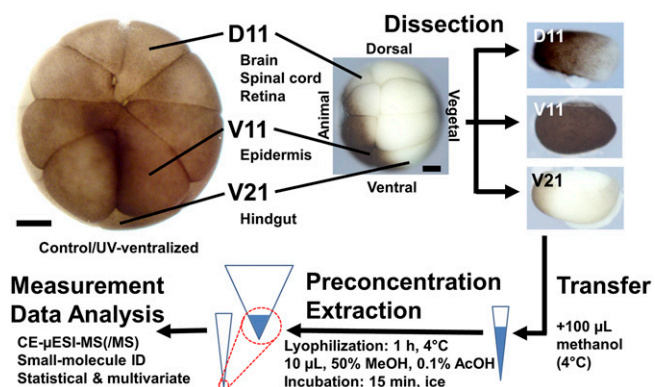 Dissection
D11
Brain
Spinal cord
Retina
V11
Epidermis
V21
Hindgut
Control/UV-ventralized
Dorsal
Animal
Vegetal
Ventral
D11
V11
V21
Transfer
+100 µL
methanol
(4°C)
Preconcentration
Extraction
Lyophilization: 1 h, 4°C
10 µL, 50% MeOH, 0.1% AcOH
Incubation: 15 min, ice
Measurement
Data Analysis
CE-µESI-MS(/MS)
Small-molecule ID
Statistical & multivariate